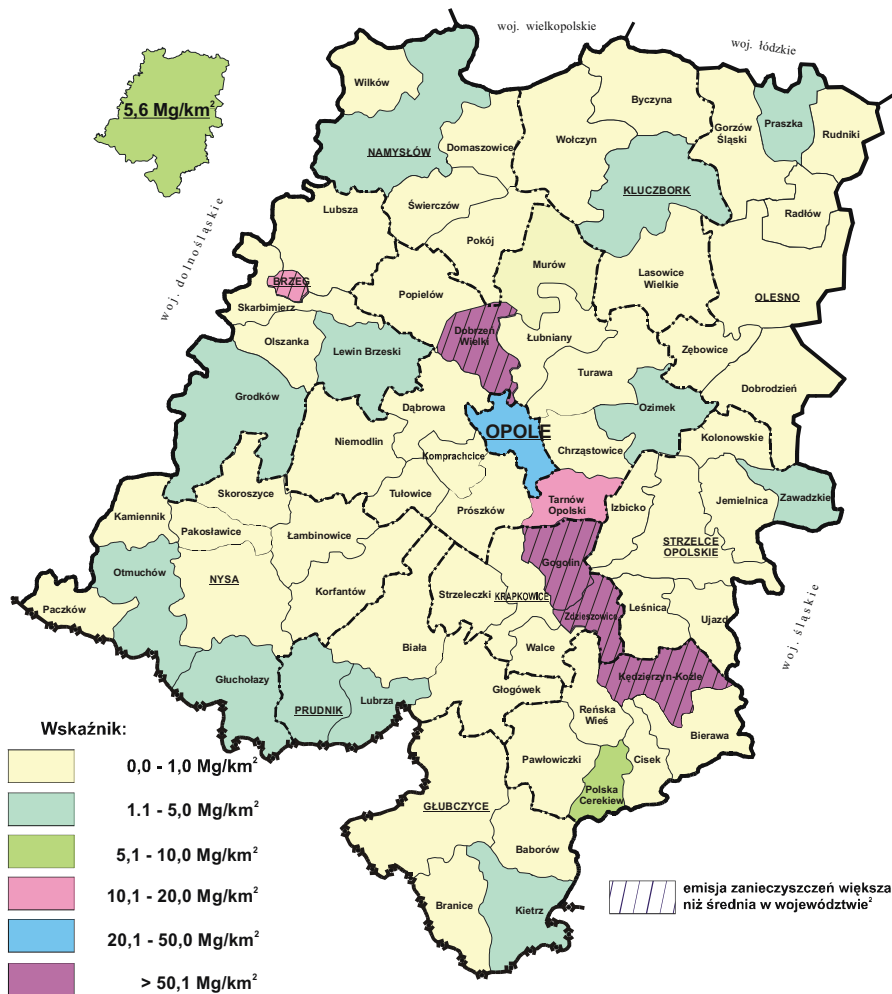 woj. wielkopolskie
woj. łódzkie
5,6 Mg/km²
Wilków
Byczyna
Gorzów
Śląski
Praszka
Rudniki
Wołczyn
NAMYSŁÓW
Domaszowice
KLUCZBORK
Radłów
Świerczów
Lubsza
woj. dolnośląskie
Pokój
Murów
Lasowice
Wielkie
OLESNO
BRZEG
Popielów
Skarbimierz
Dobrzeń
Wielki
Łubniany
Olszanka
Lewin Brzeski
Zębowice
Turawa
Dobrodzień
Grodków
Dąbrowa
Ozimek
OPOLE
Niemodlin
Chrząstowice
Kolonowskie
Komprachcice
Skoroszyce
Tułowice
Tarnów
Opolski
Izbicko
Jemielnica
Zawadzkie
Kamiennik
Prószków
Pakosławice
Łambinowice
STRZELCE
OPOLSKIE
Gogolin
Otmuchów
NYSA
Korfantów
Strzeleczki
KRAPKOWICE
Leśnica
Paczków
Zdzieszowice
Ujazd
woj. śląskie
Biała
Walce
Głuchołazy
Kędzierzyn-Koźle
Lubrza
Głogówek
PRUDNIK
Reńska
Wieś
Bierawa
Wskaźnik:
Pawłowiczki
Cisek
0,0 - 1,0 Mg/km²
Polska
Cerekiew
1.1 - 5,0 Mg/km²
GŁUBCZYCE
5,1 - 10,0 Mg/km²
Baborów
10,1 - 20,0 Mg/km²
Branice
Kietrz
emisja zanieczyszczeń większa
niż średnia w województwie²
20,1 - 50,0 Mg/km²
> 50,1 Mg/km²